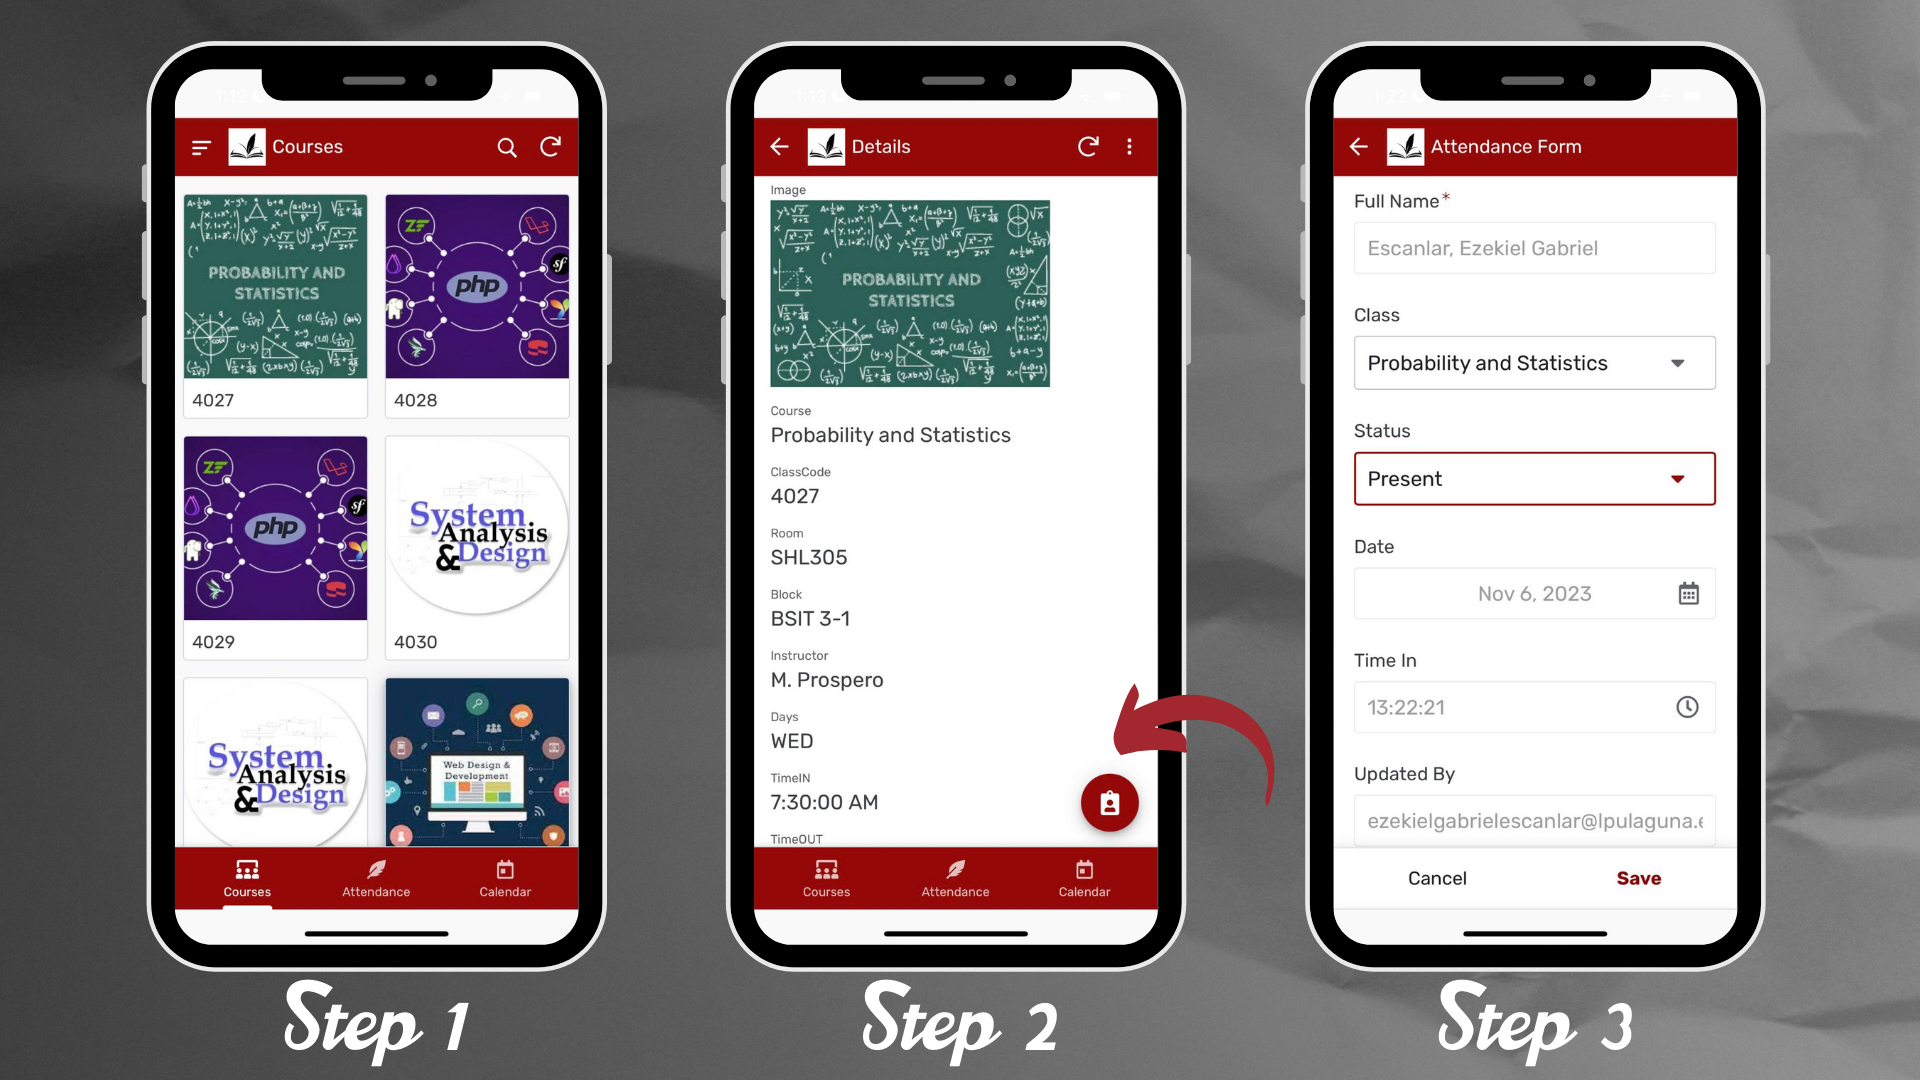 Courses
PROBABILITY AND
STATISTICS
4027
php
4028
php
4029
System
Analysis
&Design
4030
System
Analysis
&Design
Web Design &
Development
Courses
Attendance
Calendar
Step 1
Details
Image
PROBABILITY AND
STATISTICS
Course
Probability and Statistics
ClassCode
4027
Room
SHL305
Block
BSIT 3-1
Instructor
M. Prospero
Days
WED
TimeIN
7:30:00 AM
TimeOUT
Courses
Attendance
Calendar
Step 2
Attendance Form
Full Name*
Escanlar, Ezekiel Gabriel
Class
Probability and Statistics
Status
Present
Date
Nov 6, 2023
Time In
13:22:21
Updated By
ezekielgabrielescanlar@lpulaguna.e
Cancel
Save
Step 3